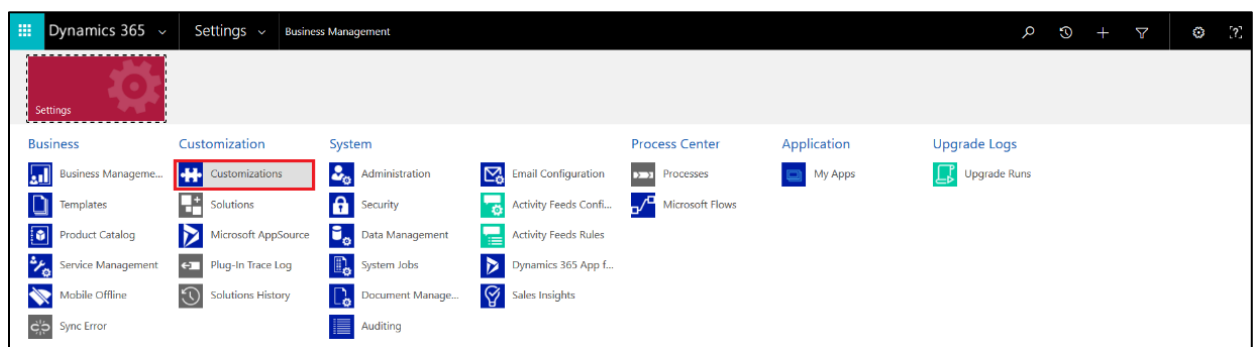 Dynamics 365 Settings Business Management
Settings
Business Customization System Process Center Application Upgrade Logs
Business Manageme... Customizations Administration Email Configuration Processes My Apps Upgrade Runs
Templates Solutions Security Activity Feeds Confi... Microsoft Flows
Product Catalog Microsoft AppSource Data Management Activity Feeds Rules
Service Management Plug-In Trace Log System Jobs Dynamics 365 App f...
Mobile Offline Solutions History Document Manage... Sales Insights
Sync Error Auditing